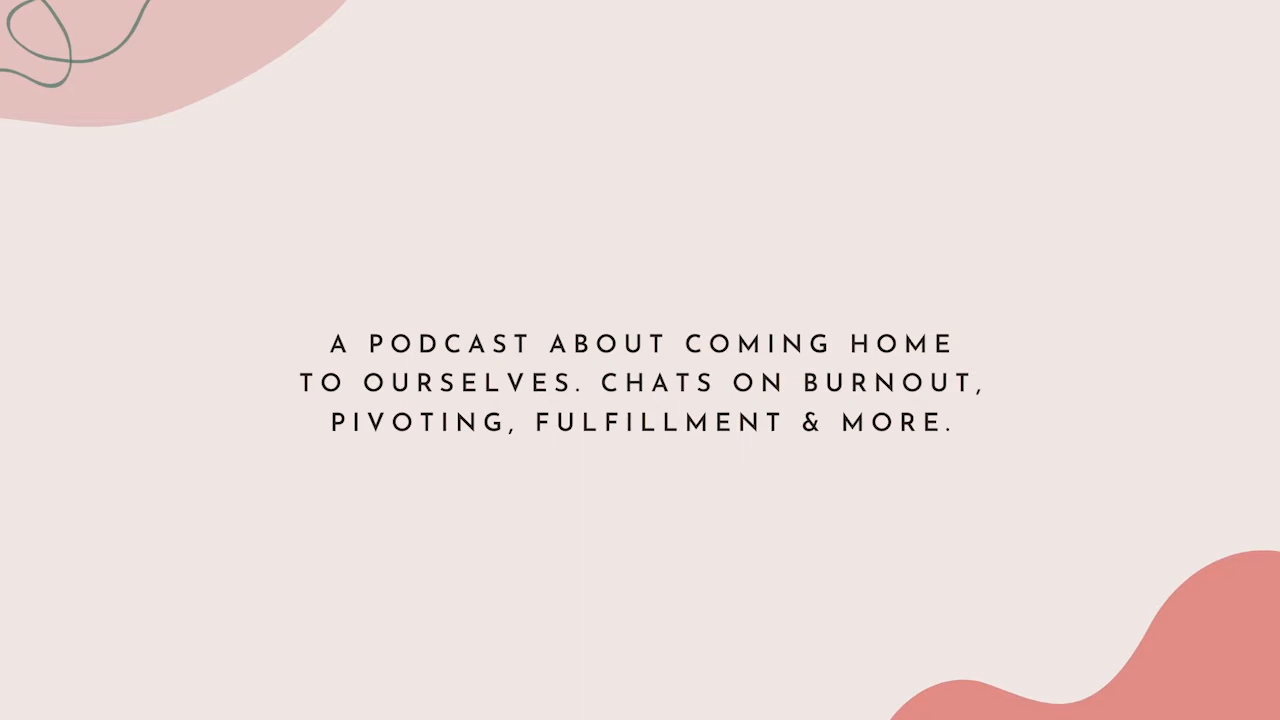 A PODCAST ABOUT COMING HOME
TO OURSELVES. CHATS ON BURNOUT,
PIVOTING, FULFILLMENT & MORE.